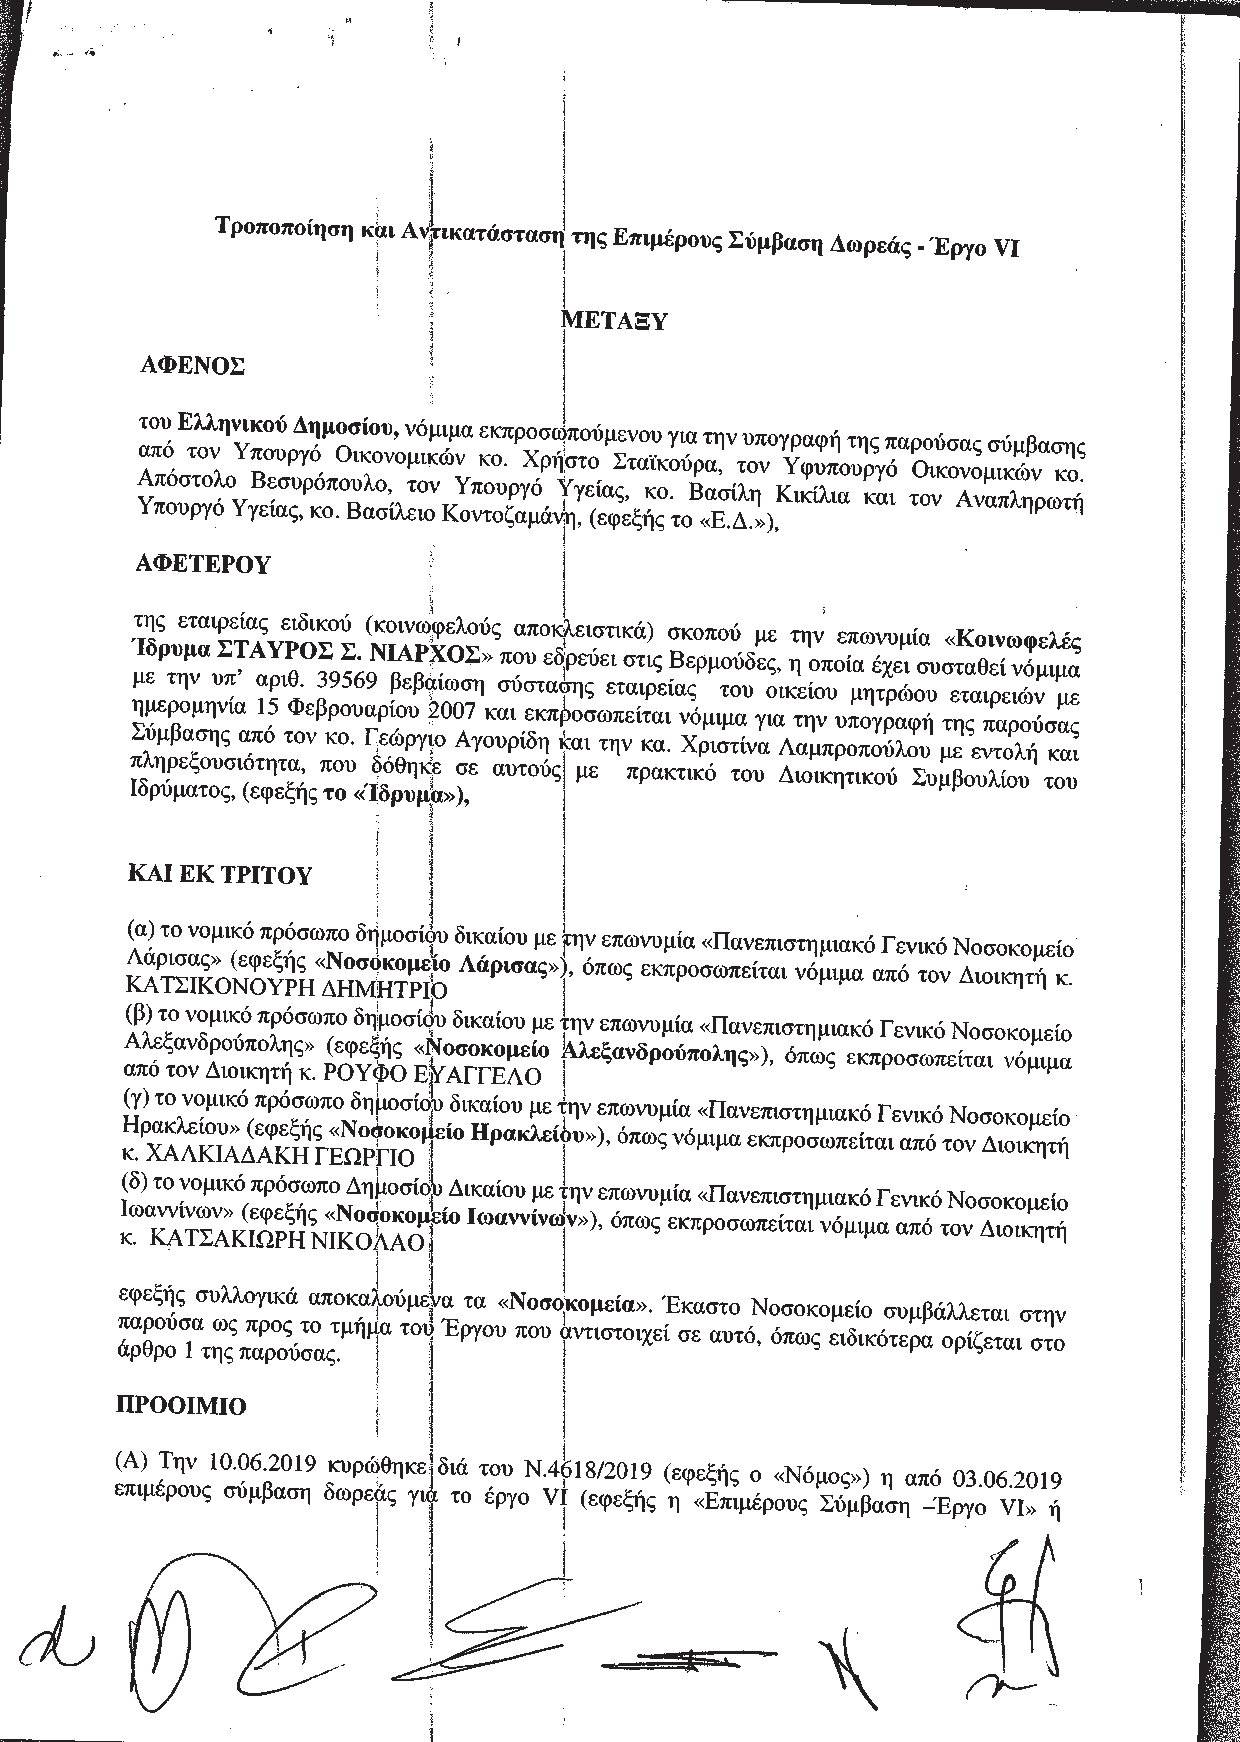 Τροποποίηση και Αντικατάσταση της Επιμέρους Σύμβαση Δωρεάς - Έργο VI
ΜΕΤΑΞΥ
ΑΦΕΝΟΣ
του Ελληνικού Δημοσίου, νόμιμα εκπροσωπούμενου για την υπογραφή της παρούσας σύμβασης
από τον Υπουργό Οικονομικών κο. Χρήστο Σταϊκούρα, τον Υφυπουργό Οικονομικών κο.
Απόστολο Βεσυρόπουλο, τον Υπουργό Υγείας, κο. Βασίλη Κικίλια και τον Αναπληρωτή
Υπουργό Υγείας, κο. Βασίλειο Κοντοζαμάνη, (εφεξής το «Ε.Δ.»),
ΑΦΕΤΕΡΟΥ
της εταιρείας ειδικού (κοινωφελούς αποκλειστικά) σκοπού με την επωνυμία «Κοινωφελές
Ίδρυμα ΣΤΑΥΡΟΣ Σ. ΝΙΑΡΧΟΣ» που εδρεύει στις Βερμούδες, η οποία έχει συσταθεί νόμιμα
με την υπ’ αριθ. 39569 βεβαίωση σύστασης εταιρείας του οικείου μητρώου εταιρειών με
ημερομηνία 15 Φεβρουαρίου 2007 και εκπροσωπείται νόμιμα για την υπογραφή της παρούσας
Σύμβασης από τον κο. Γεώργιο Αγουρίδη και την κα. Χριστίνα Λαμπροπούλου με εντολή και
πληρεξουσιότητα, που δόθηκε σε αυτούς με πρακτικό του Διοικητικού Συμβουλίου του
Ιδρύματος, (εφεξής το «Ίδρυμα»),
ΚΑΙ ΕΚ ΤΡΙΤΟΥ
(α) το νομικό πρόσωπο δημοσίου δικαίου με την επωνυμία «Πανεπιστημιακό Γενικό Νοσοκομείο
Λάρισας» (εφεξής «Νοσοκομείο Λάρισας»), όπως εκπροσωπείται νόμιμα από τον Διοικητή κ.
ΚΑΤΣΙΚΟΝΟΥΡΗ ΔΗΜΗΤΡΙΟ
(β) το νομικό πρόσωπο δημοσίου δικαίου με την επωνυμία «Πανεπιστημιακό Γενικό Νοσοκομείο
Αλεξανδρούπολης» (εφεξής «Νοσοκομείο Αλεξανδρούπολης»), όπως εκπροσωπείται νόμιμα
από τον Διοικητή κ. ΡΟΥΦΟ ΕΥΑΓΓΕΛΟ
(γ) το νομικό πρόσωπο δημοσίου δικαίου με την επωνυμία «Πανεπιστημιακό Γενικό Νοσοκομείο
Ηρακλείου» (εφεξής «Νοσοκομείο Ηρακλείου»), όπως νόμιμα εκπροσωπείται από τον Διοικητή
κ. ΧΑΛΚΙΑΔΑΚΗ ΓΕΩΡΓΙΟ
(δ) το νομικό πρόσωπο Δημοσίου Δικαίου με την επωνυμία «Πανεπιστημιακό Γενικό Νοσοκομείο
Ιωαννίνων» (εφεξής «Νοσοκομείο Ιωαννίνων»), όπως εκπροσωπείται νόμιμα από τον Διοικητή
κ. ΚΑΤΣΑΚΙΩΡΗ ΝΙΚΟΛΑΟ
εφεξής συλλογικά αποκαλούμενα τα «Νοσοκομεία». Έκαστο Νοσοκομείο συμβάλλεται στην
παρούσα ως προς το τμήμα του Έργου που αντιστοιχεί σε αυτό, όπως ειδικότερα ορίζεται στο
άρθρο 1 της παρούσας.
ΠΡΟΟΙΜΙΟ
(Α) Την 10.06.2019 κυρώθηκε διά του Ν.4618/2019 (εφεξής ο «Νόμος») η από 03.06.2019
επιμέρους σύμβαση δωρεάς για το έργο VI (εφεξής η «Επιμέρους Σύμβαση –Έργο VI» ή
1